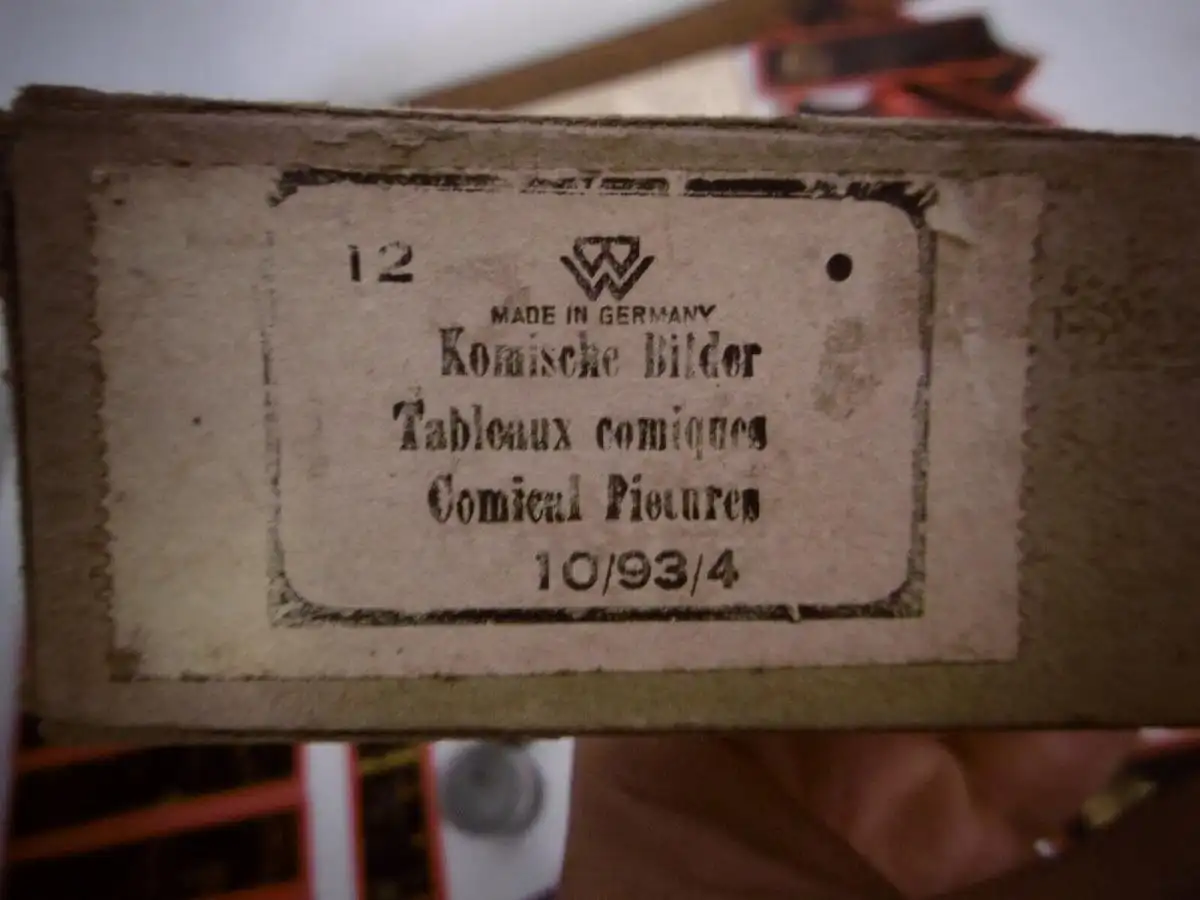 12
MADE IN GERMANY
Komische Bilder
Tableaux comiques
Comical Pictures
10/93/4